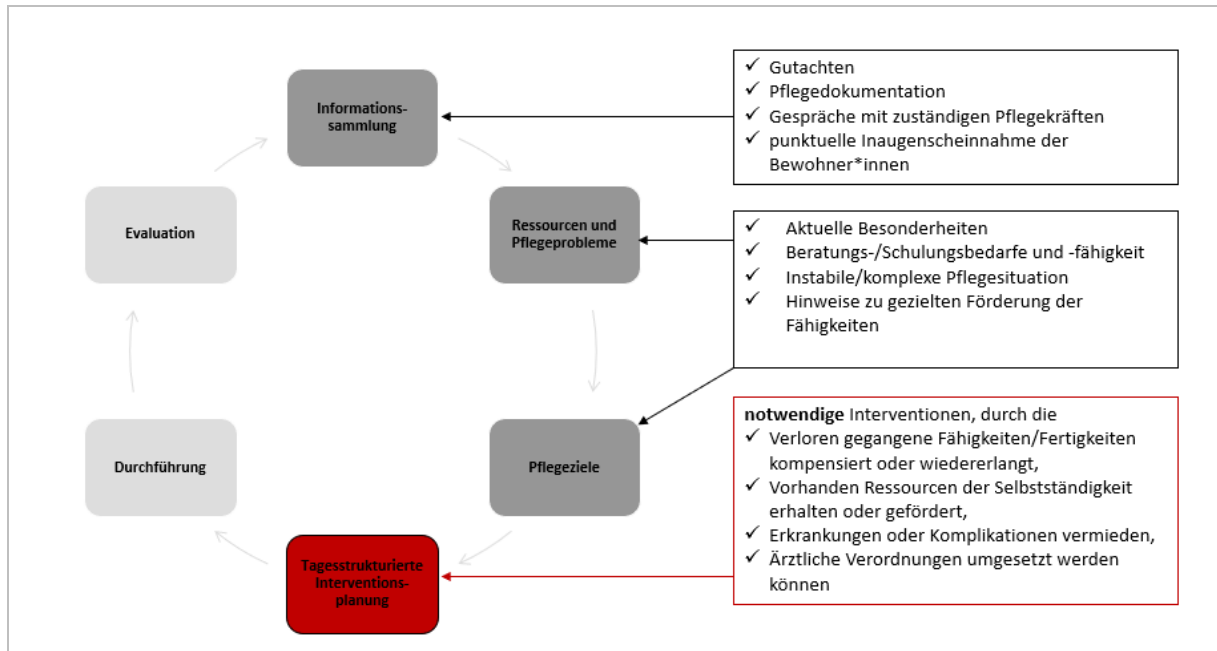 Informations-
sammlung
✓ Gutachten
✓ Pflegedokumentation
✓ Gespräche mit zuständigen Pflegekräften
✓ punktuelle Inaugenscheinnahme der
Bewohner*innen
Evaluation
Ressourcen und
Pflegeprobleme
✓ Aktuelle Besonderheiten
✓ Beratungs-/Schulungsbedarfe und -fähigkeit
✓ Instabile/komplexe Pflegesituation
✓ Hinweise zu gezielten Förderung der
Fähigkeiten
Durchführung
Pflegeziele
notwendige Interventionen, durch die
✓ Verloren gegangene Fähigkeiten/Fertigkeiten
kompensiert oder wiedererlangt,
✓ Vorhanden Ressourcen der Selbstständigkeit
erhalten oder gefördert,
✓ Erkrankungen oder Komplikationen vermieden,
✓ Ärztliche Verordnungen umgesetzt werden
können
Tagesstrukturierte
Interventions-
planung